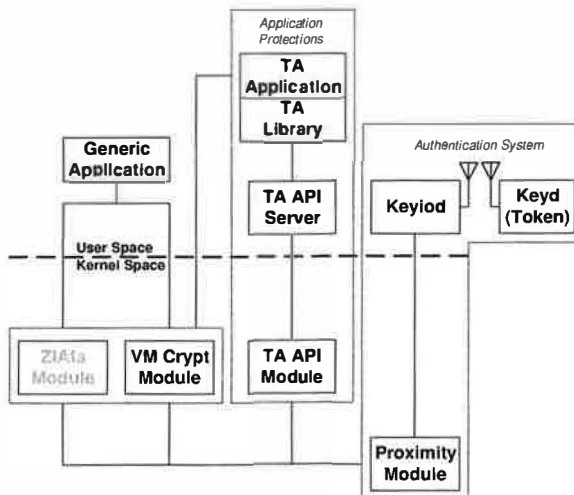 Application
Protections
TA
Application
TA
Library
Authentication System
Generic
Application
TA API
Server
Keyiod
Keyd
(Token)
User Space
Kernel Space
ZIAfs
Module
VM Crypt
Module
TA API
Module
Proximity
Module